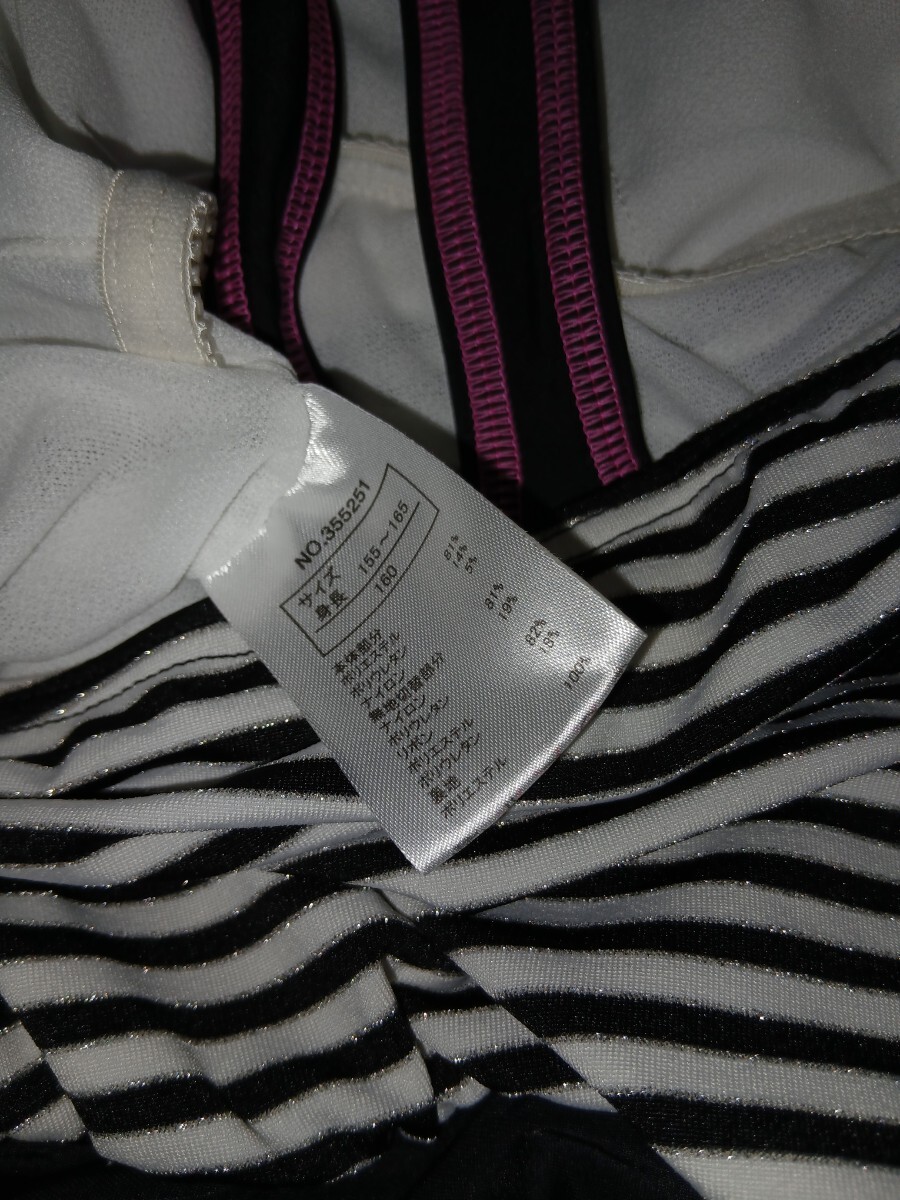 NO.355251
サイズ 155～165
身長 160
本体部分
ポリエステル 81%
ポリウレタン 14%
ナイロン 5%
無地切替部分
ナイロン 81%
ポリウレタン 19%
リボン
ポリエステル 82%
ポリウレタン 18%
裏地
ポリエステル 100%